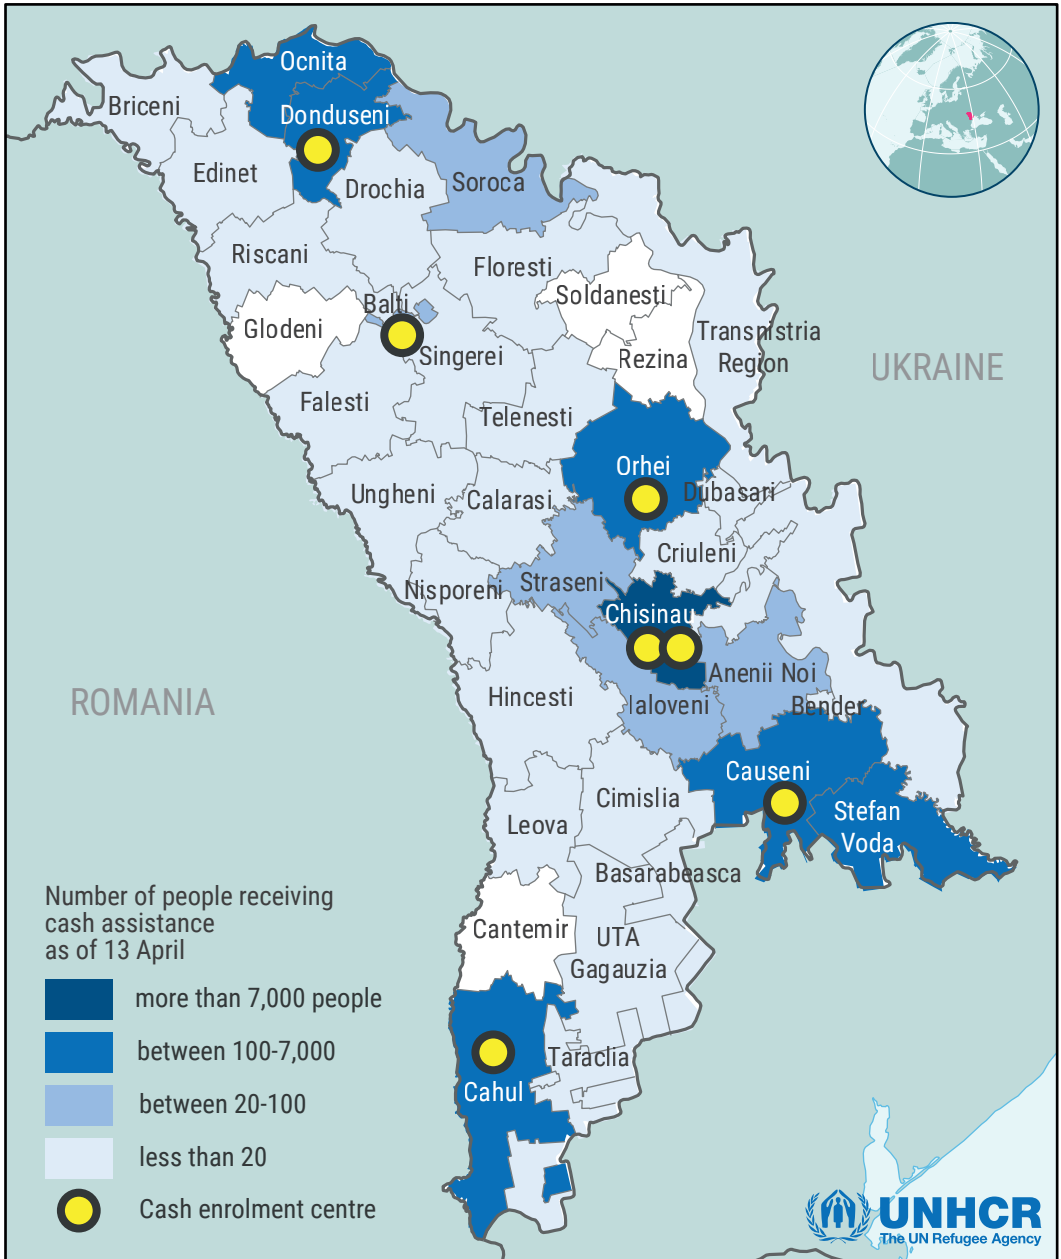 Ocnita
Briceni
Donduseni
Edinet
Drochia
Soroca
Riscani
Floresti
Balti
Soldanesti
Glodeni
Transnistria
Region
Singerei
Rezina
UKRAINE
Falesti
Telenesti
Orhei
Ungheni
Calarasi
Dubasari
Criuleni
Nisporeni
Straseni
Chisinau
Anenii Noi
ROMANIA
Hincesti
Ialoveni
Bender
Causeni
Cimislia
Stefan
Voda
Leova
Basarabeasca
Cantemir
UTA
Gagauzia
Taraclia
Cahul
Number of people receiving
cash assistance
as of 13 April
more than 7,000 people
between 100-7,000
between 20-100
less than 20
Cash enrolment centre
UNHCR
The UN Refugee Agency